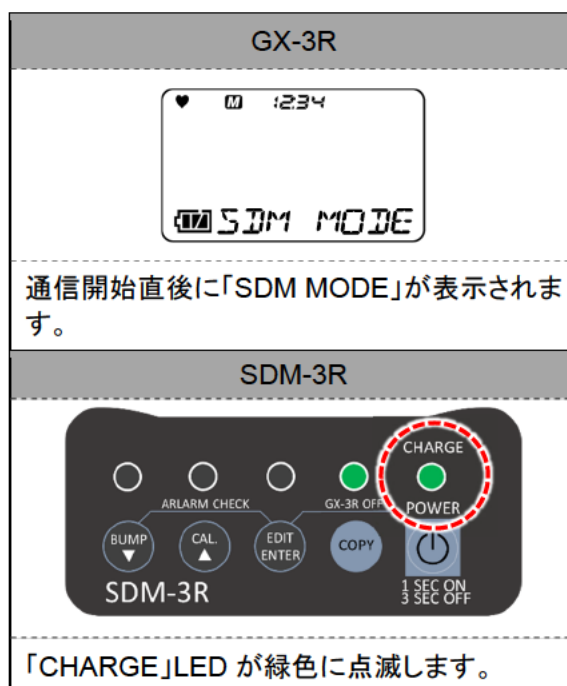 GX-3R
♥ M 12:34
SDM MODE
通信開始直後に「SDM MODE」が表示されま
す。
SDM-3R
CHARGE
ARLARM CHECK
GX-3R OFF
POWER
BUMP
▼
CAL.
▲
EDIT
ENTER
COPY
SDM-3R
1 SEC ON
3 SEC OFF
「CHARGE」LED が緑色に点滅します。